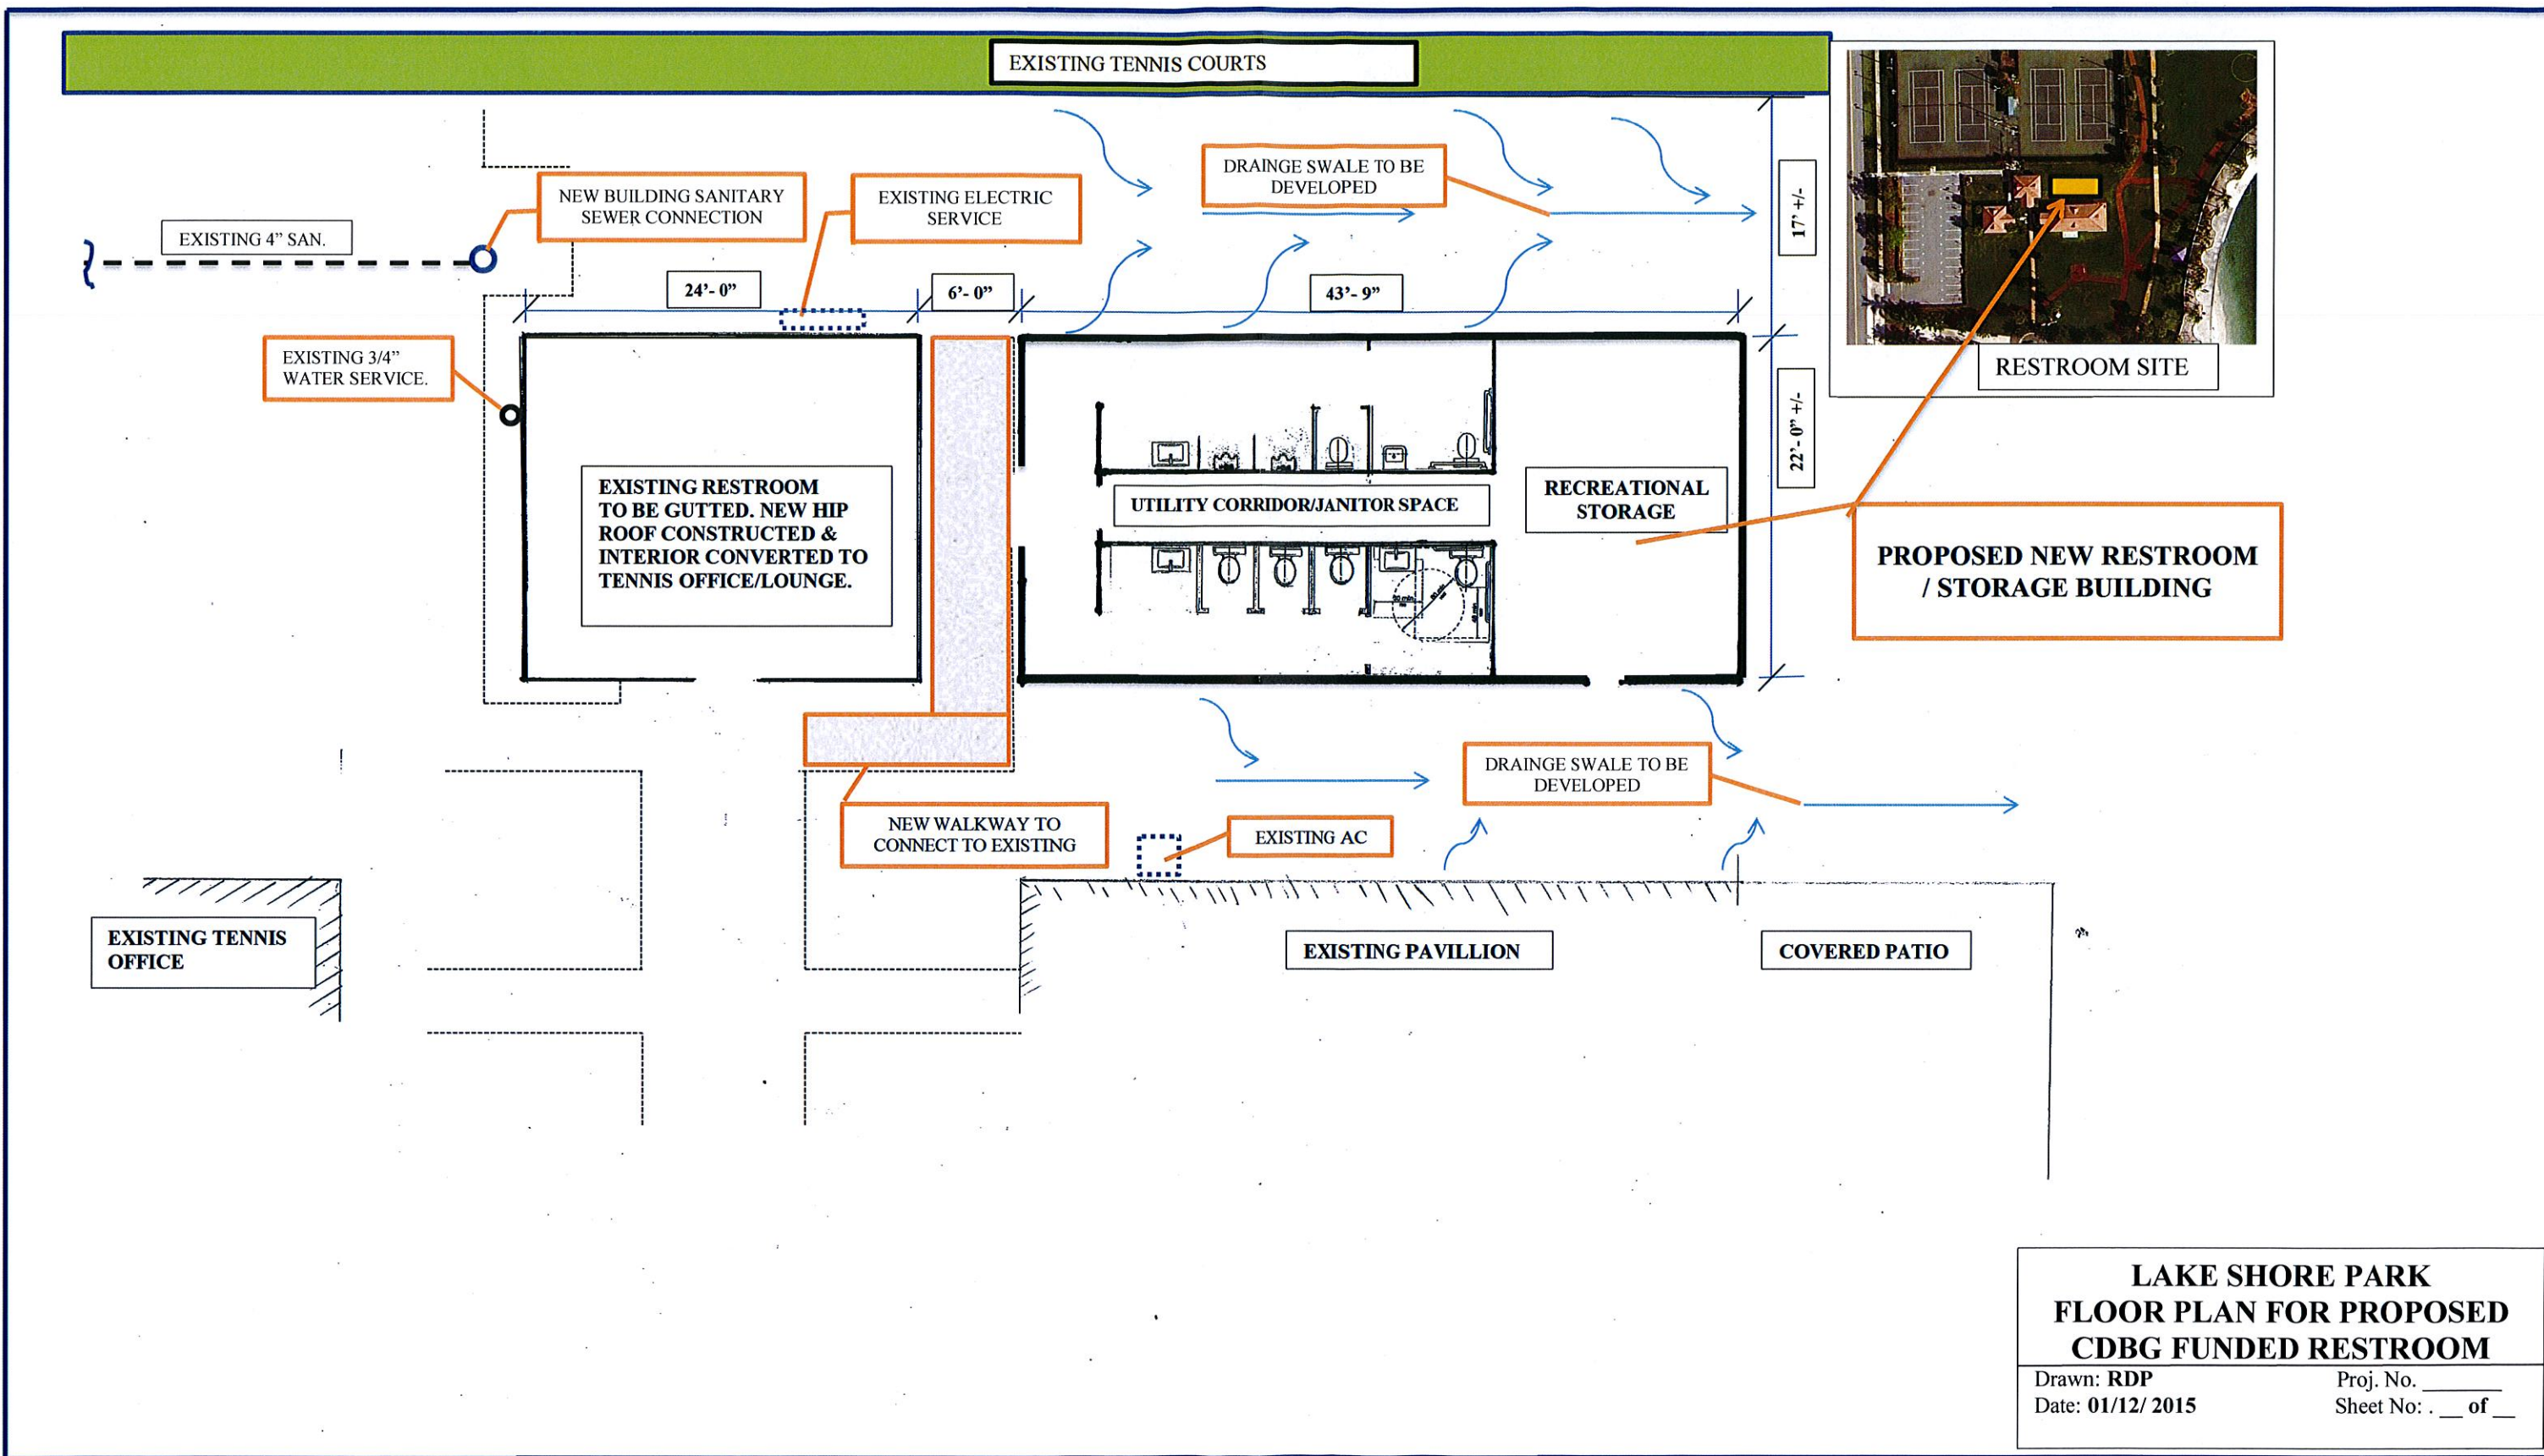 EXISTING TENNIS COURTS
DRAINGE SWALE TO BE
DEVELOPED
NEW BUILDING SANITARY
SEWER CONNECTION
EXISTING ELECTRIC
SERVICE
EXISTING 4” SAN.
17’ +/-
24’- 0”
6’- 0”
43’- 9”
RESTROOM SITE
EXISTING 3/4”
WATER SERVICE.
22’- 0” +/-
EXISTING RESTROOM
TO BE GUTTED. NEW HIP
ROOF CONSTRUCTED &
INTERIOR CONVERTED TO
TENNIS OFFICE/LOUNGE.
UTILITY CORRIDOR/JANITOR SPACE
RECREATIONAL
STORAGE
PROPOSED NEW RESTROOM
/ STORAGE BUILDING
DRAINGE SWALE TO BE
DEVELOPED
NEW WALKWAY TO
CONNECT TO EXISTING
EXISTING AC
EXISTING TENNIS
OFFICE
EXISTING PAVILLION
COVERED PATIO
LAKE SHORE PARK
FLOOR PLAN FOR PROPOSED
CDBG FUNDED RESTROOM
Drawn: RDP
Proj. No. _______
Date: 01/12/ 2015
Sheet No: . __ of __